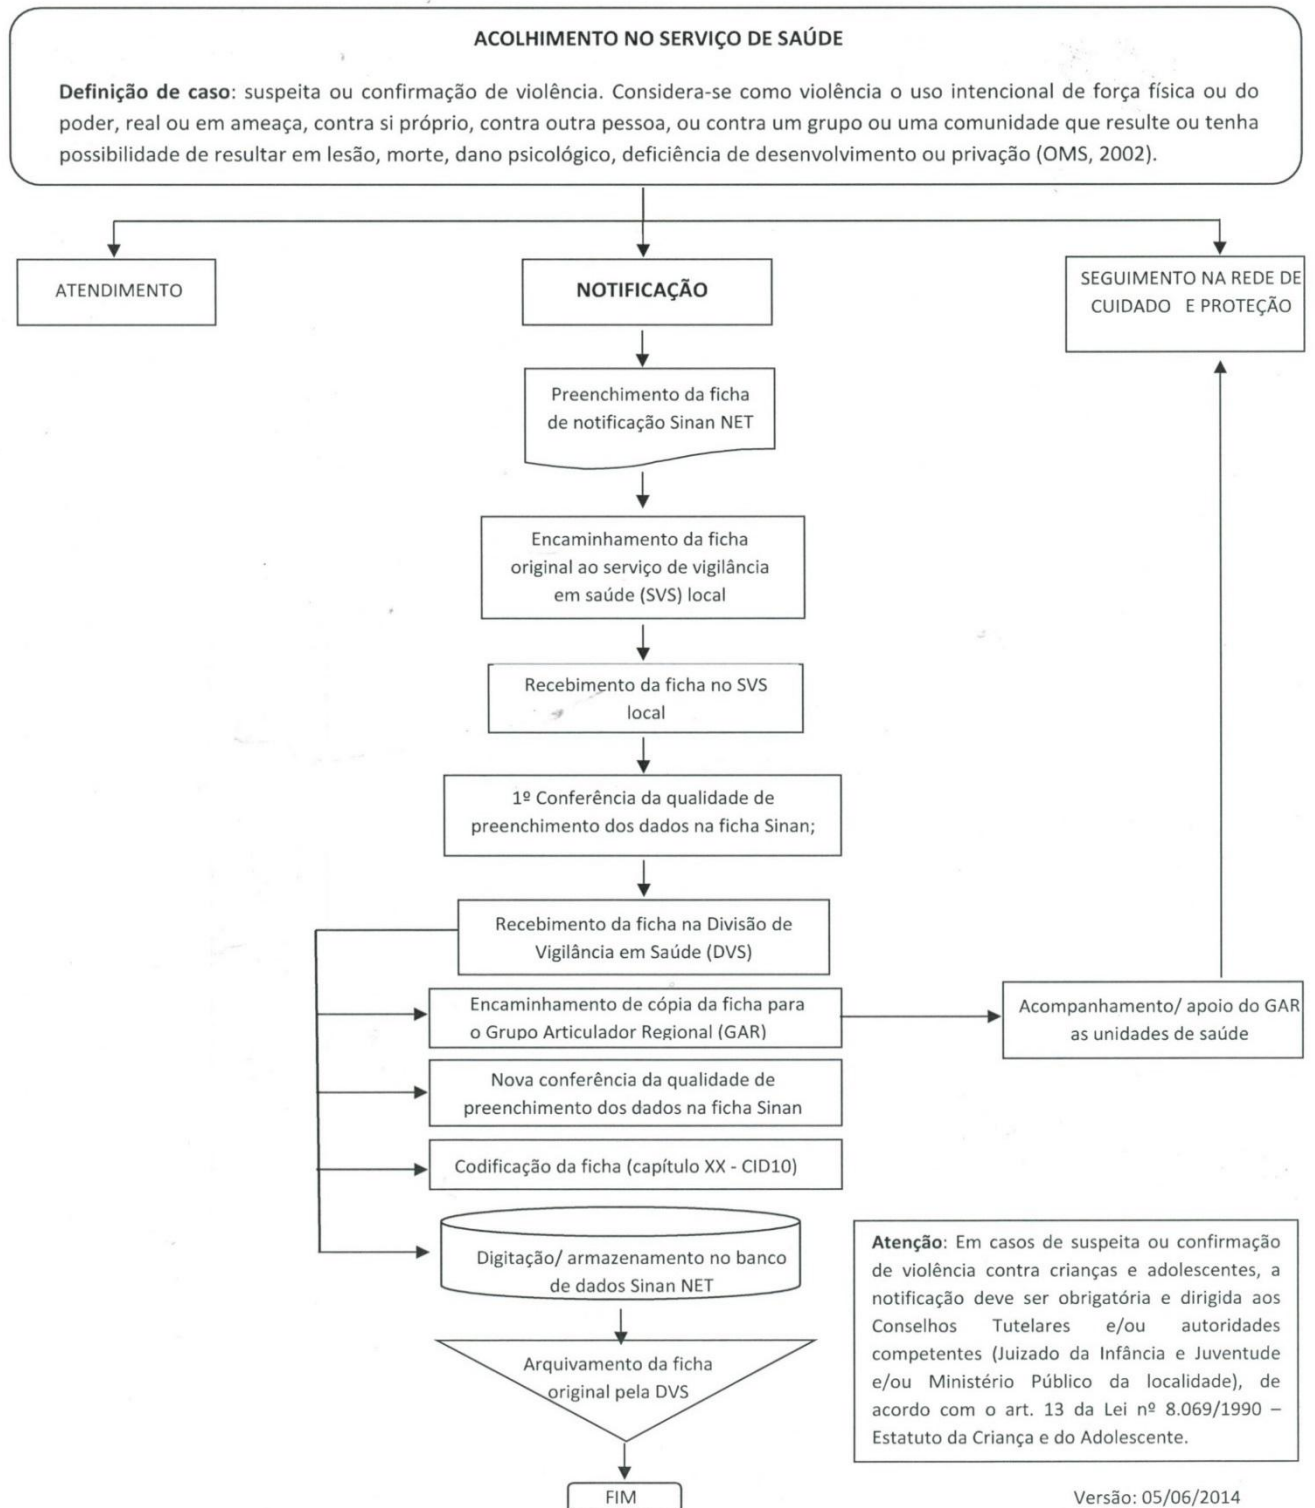 ACOLHIMENTO NO SERVIÇO DE SAÚDE
Definição de caso: suspeita ou confirmação de violência. Considera-se como violência o uso intencional de força física ou do
poder, real ou em ameaça, contra si próprio, contra outra pessoa, ou contra um grupo ou uma comunidade que resulte ou tenha
possibilidade de resultar em lesão, morte, dano psicológico, deficiência de desenvolvimento ou privação (OMS, 2002).
ATENDIMENTO
NOTIFICAÇÃO
SEGUIMENTO NA REDE DE
CUIDADO E PROTEÇÃO
Preenchimento da ficha
de notificação Sinan NET
Encaminhamento da ficha
original ao serviço de vigilância
em saúde (SVS) local
Recebimento da ficha no SVS
local
1º Conferência da qualidade de
preenchimento dos dados na ficha Sinan;
Recebimento da ficha na Divisão de
Vigilância em Saúde (DVS)
Encaminhamento de cópia da ficha para
o Grupo Articulador Regional (GAR)
Acompanhamento/ apoio do GAR
as unidades de saúde
Nova conferência da qualidade de
preenchimento dos dados na ficha Sinan
Codificação da ficha (capítulo XX - CID10)
Digitação/ armazenamento no banco
de dados Sinan NET
Arquivamento da ficha
original pela DVS
FIM
Atenção: Em casos de suspeita ou confirmação
de violência contra crianças e adolescentes, a
notificação deve ser obrigatória e dirigida aos
Conselhos Tutelares e/ou autoridades
competentes (Juizado da Infância e Juventude
e/ou Ministério Público da localidade), de
acordo com o art. 13 da Lei nº 8.069/1990 –
Estatuto da Criança e do Adolescente.
Versão: 05/06/2014